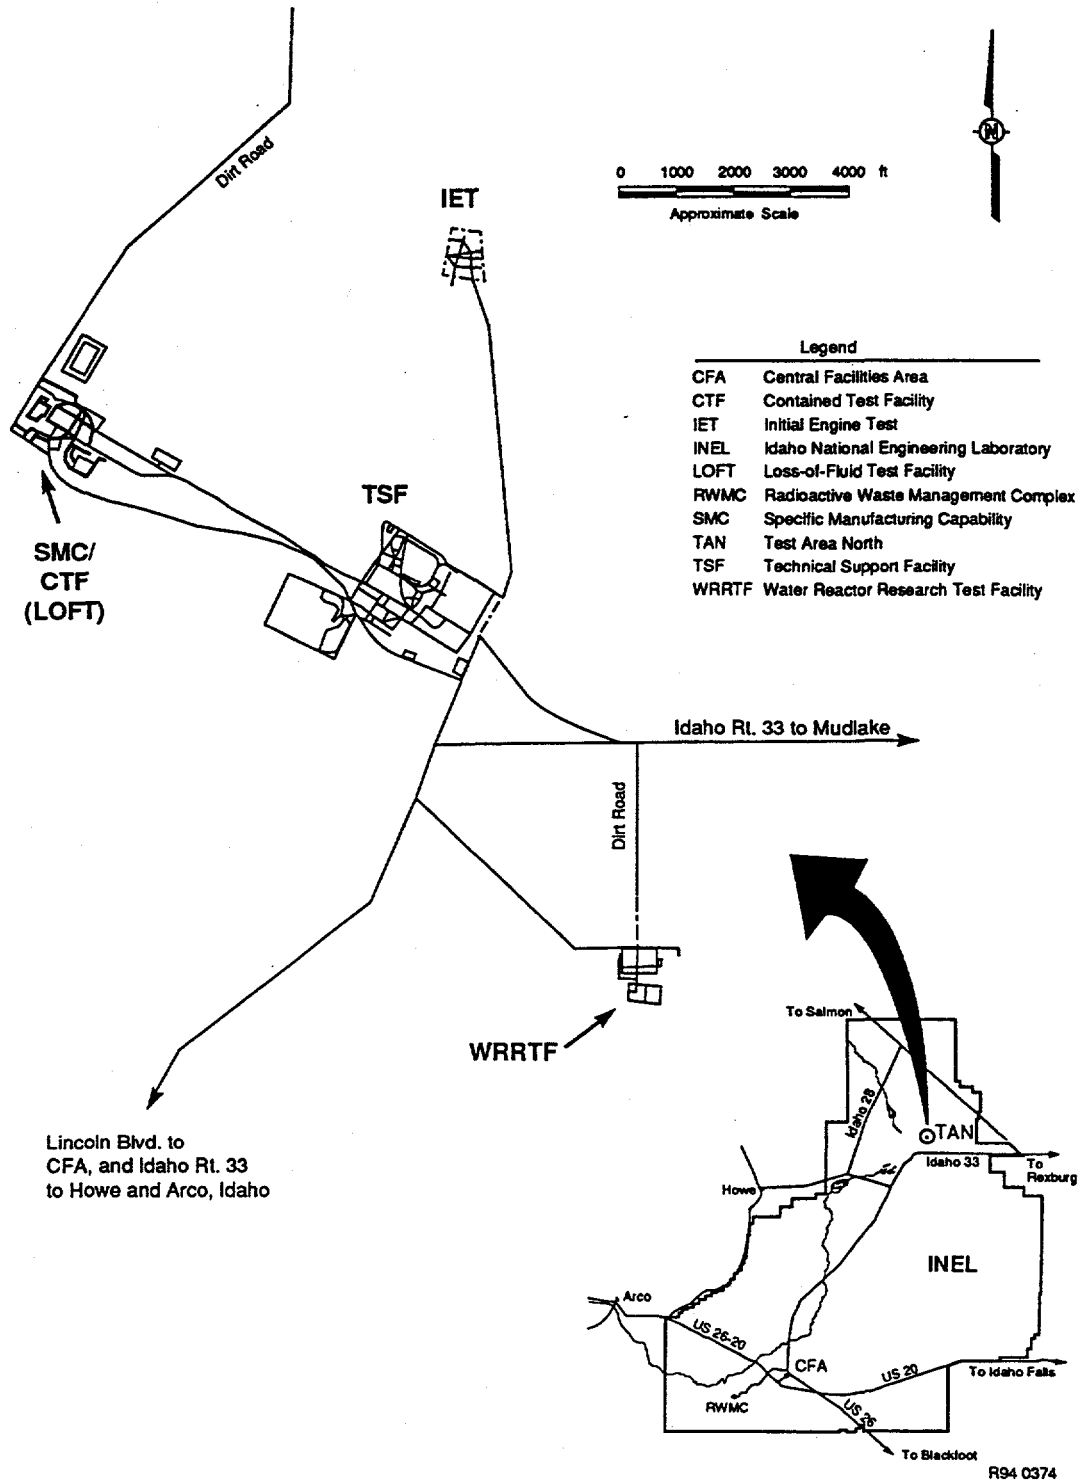 Dirt Road
IET
N
0 1000 2000 3000 4000 ft
Approximate Scale
Legend
CFA Central Facilities Area
CTF Contained Test Facility
IET Initial Engine Test
INEL Idaho National Engineering Laboratory
LOFT Loss-of-Fluid Test Facility
RWMC Radioactive Waste Management Complex
SMC Specific Manufacturing Capability
TAN Test Area North
TSF Technical Support Facility
WRRTF Water Reactor Research Test Facility
TSF
SMC/
CTF
(LOFT)
Idaho Rt. 33 to Mudlake
Dirt Road
WRRTF
Lincoln Blvd. to
CFA, and Idaho Rt. 33
to Howe and Arco, Idaho
To Salmon
Idaho 28
TAN
Idaho 33
To
Rexburg
Howe
INEL
Arco
US 26-20
CFA
US 20
To Idaho Falls
RWMC
US 26
To Blackfoot
R94 0374